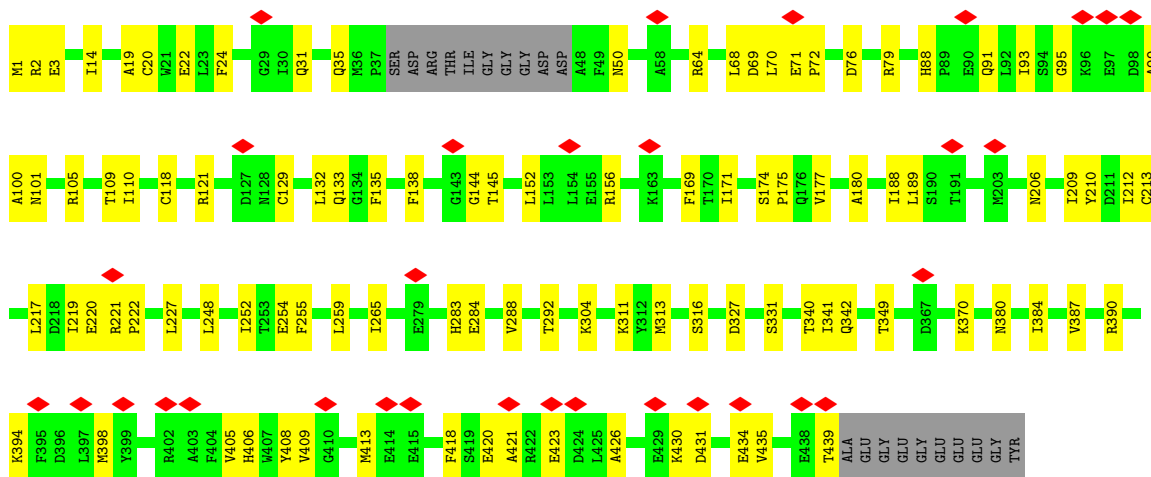 M1 R2 E3 I14 A19 C20 W21 E22 L23 F24 G29 I30 Q31 Q35 M36 P37 SER ASP ARG THR ILE GLY GLY GLY ASP ASP A48 F49 N50 A58 R64 L68 D69 L70 E71 P72 D76 R79 H88 P89 E90 Q91 L92 I93 S94 G95 K96 E97 D98
A100 N101 R105 T109 I110 C118 R121 D127 N128 C129 L132 Q133 G134 F135 F138 G143 G144 T145 L152 L153 L154 E155 R156 K163 F169 T170 I171 S174 P175 Q176 V177 A180 I188 L189 S190 T191 M203 N206 I209 Y210 D211 I212 C213
L217 D218 I219 E220 R221 P222 L227 L248 I252 T253 E254 F255 L259 I265 E279 H283 E284 V288 T292 K304 K311 Y312 M313 S316 D327 S331 T340 I341 Q342 T349 D367 K370 N380 I384 V387 R390
K394 F395 D396 L397 M398 Y399 R402 A403 F404 V405 H406 W407 Y408 V409 G410 M413 E414 E415 F418 S419 E420 A421 R422 E423 D424 L425 A426 E429 K430 D431 E434 V435 E438 T439 ALA GLU GLY GLU GLY GLU GLU GLU GLY TYR